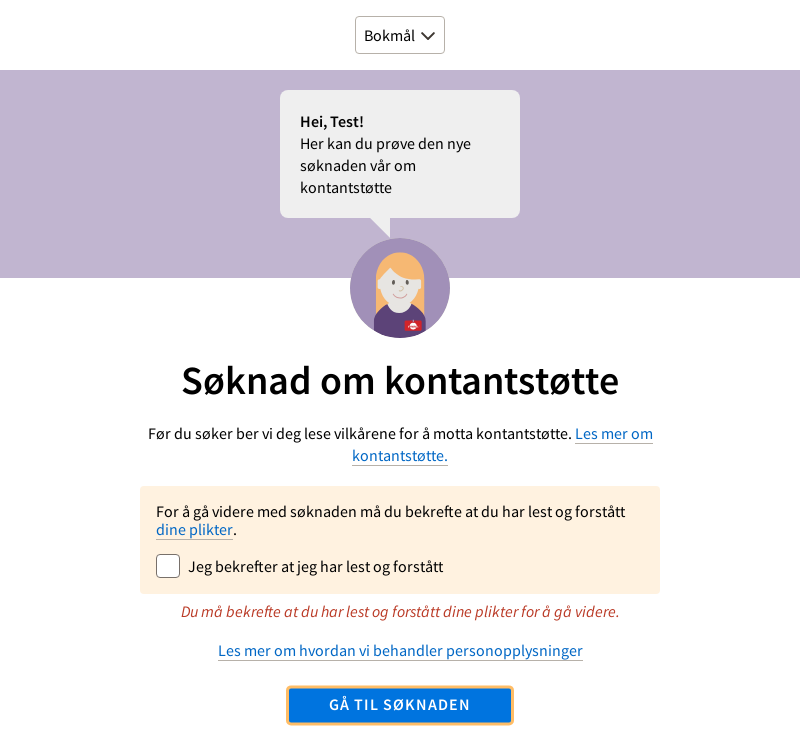 Bokmål
Hei, Test!
Her kan du prøve den nye
søknaden vår om
kontantstøtte
Søknad om kontantstøtte
Før du søker ber vi deg lese vilkårene for å motta kontantstøtte. Les mer om
kontantstøtte.
For å gå videre med søknaden må du bekrefte at du har lest og forstått
dine plikter.
Jeg bekrefter at jeg har lest og forstått
Du må bekrefte at du har lest og forstått dine plikter for å gå videre.
Les mer om hvordan vi behandler personopplysninger
GÅ TIL SØKNADEN